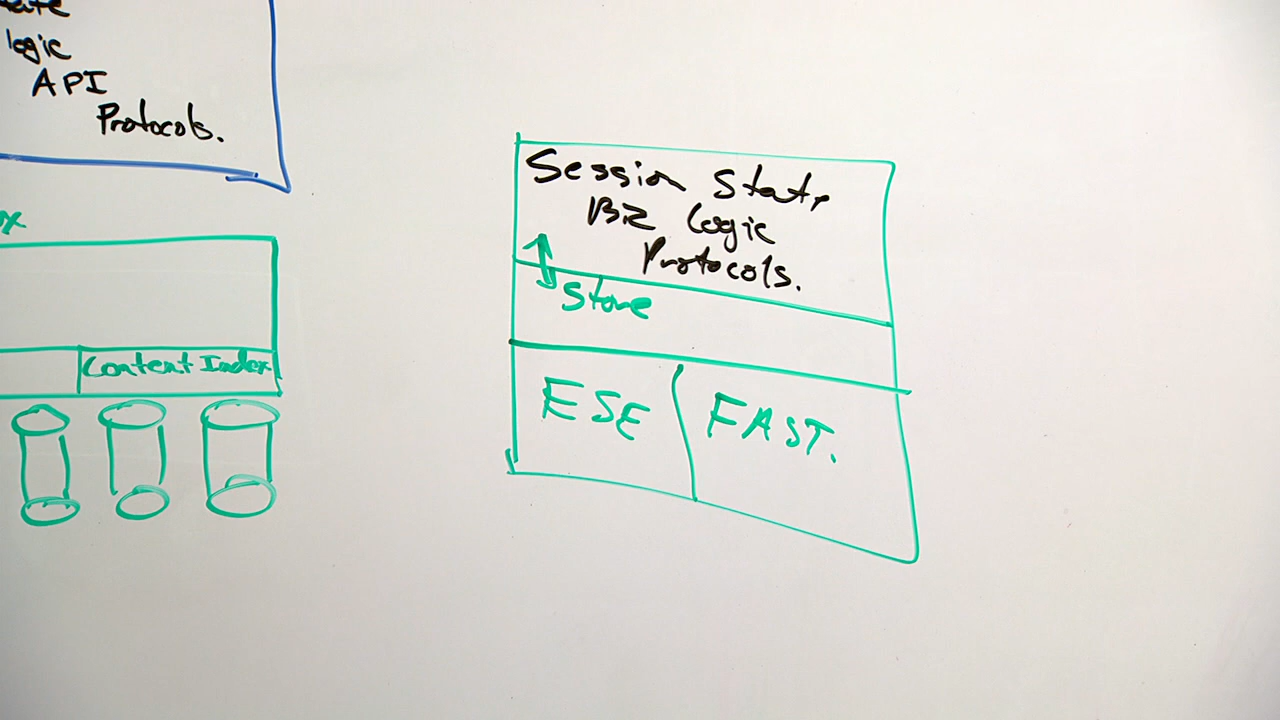 logic
API
Protocols.
Content Index
Session State
BZ Logic
Protocols.
Store
ESE FAST.